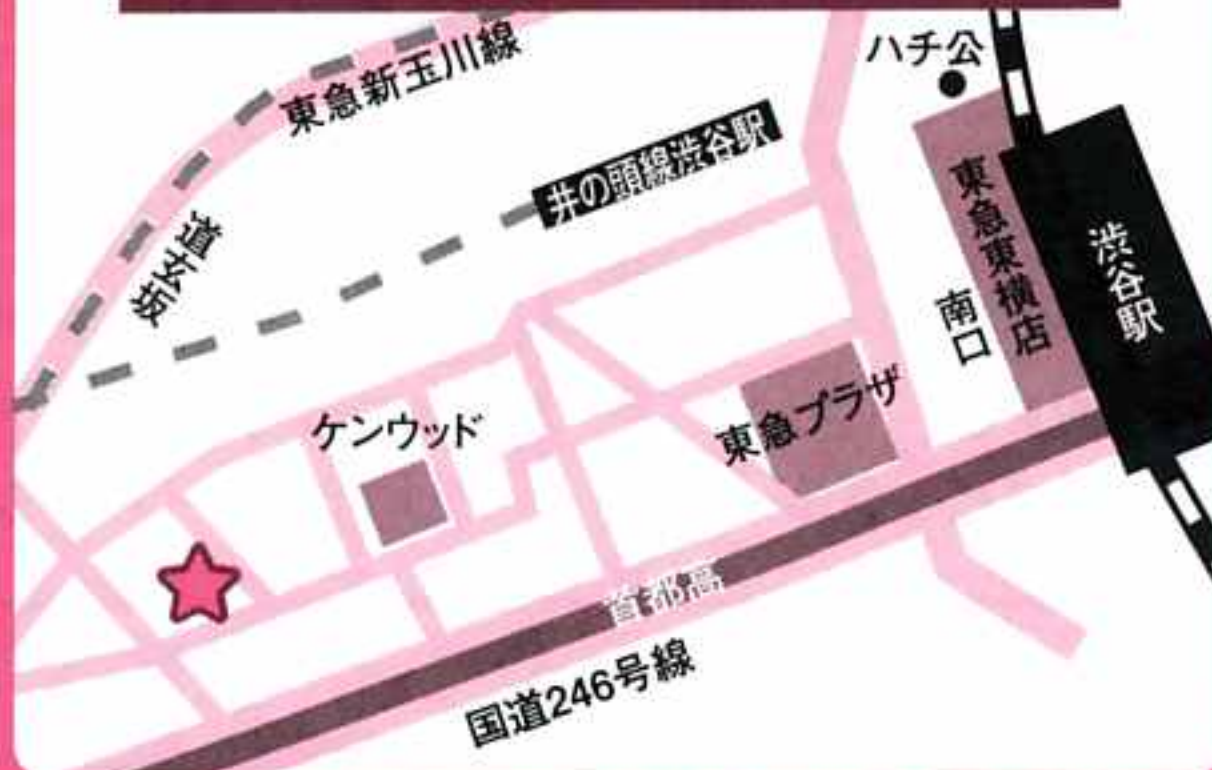 東急新玉川線
ハチ公
井の頭線渋谷駅
道玄坂
東急東横店
渋谷駅
南口
ケンウッド
東急プラザ
首都高
国道246号線